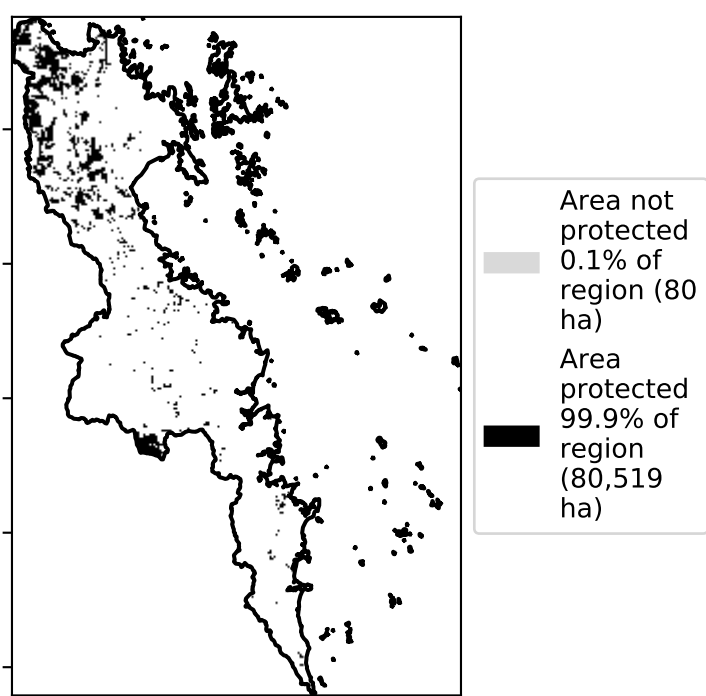 Area not
protected
0.1% of
region (80
ha)
Area
protected
99.9% of
region
(80,519
ha)